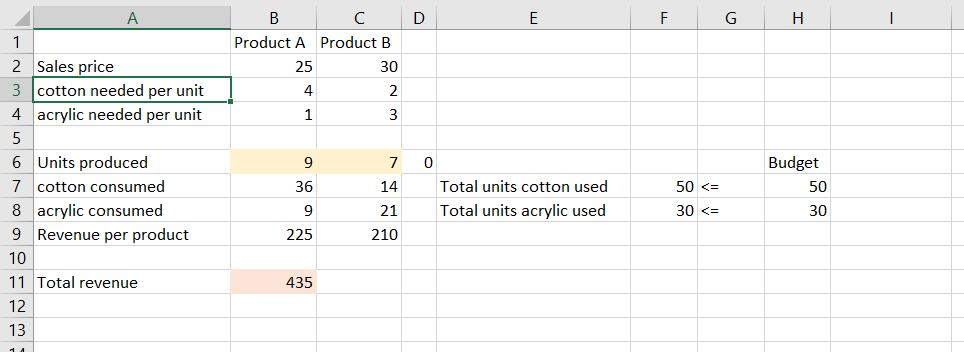 A B C D E F G H I
1 Product A Product B
2 Sales price 25 30
3 cotton needed per unit 4 2
4 acrylic needed per unit 1 3
5
6 Units produced 9 7 0 Budget
7 cotton consumed 36 14 Total units cotton used 50 <= 50
8 acrylic consumed 9 21 Total units acrylic used 30 <= 30
9 Revenue per product 225 210
10
11 Total revenue 435
12
13
14